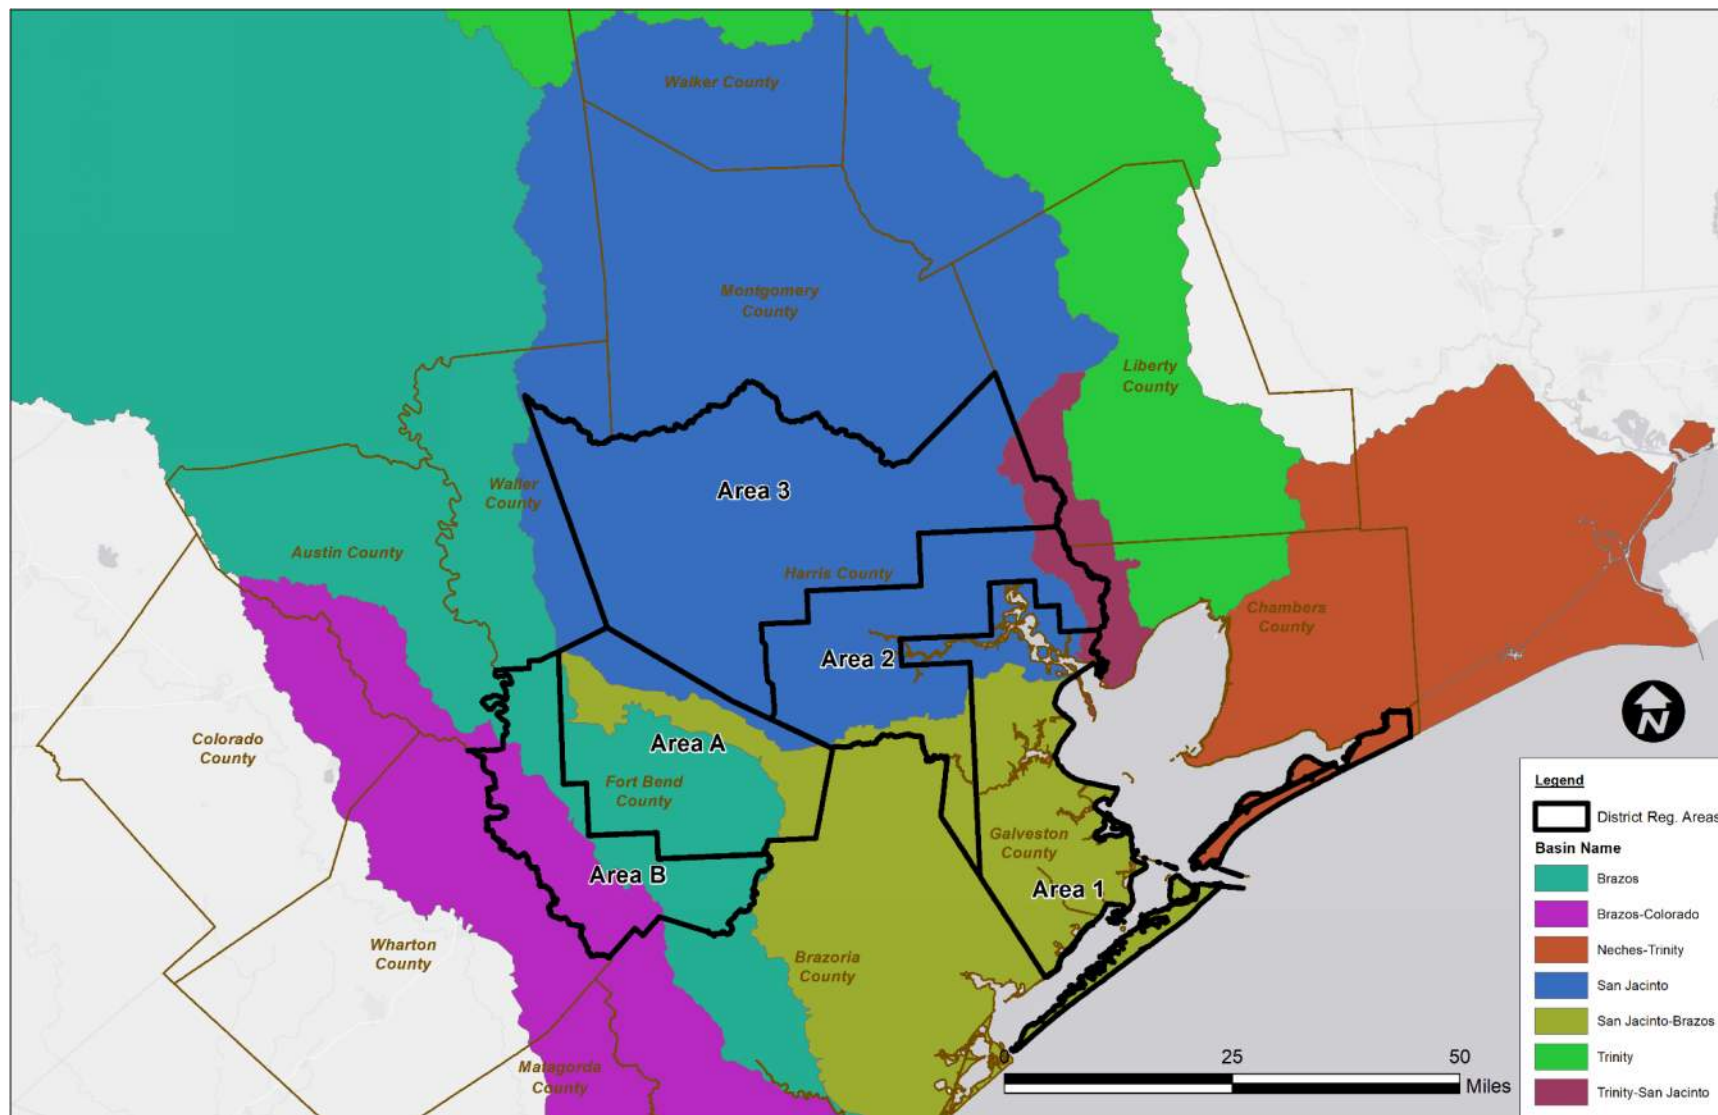 Walker County
Montgomery
County
Liberty
County
Area 3
Waller
County
Austin County
Harris County
Chambers
County
Area 2
Colorado
County
Area A
Fort Bend
County
Galveston
County
Area B
Area 1
Wharton
County
Brazoria
County
Matagorda
County
N
0
25
50
Miles
Legend
District Reg. Areas
Basin Name
Brazos
Brazos-Colorado
Neches-Trinity
San Jacinto
San Jacinto-Brazos
Trinity
Trinity-San Jacinto